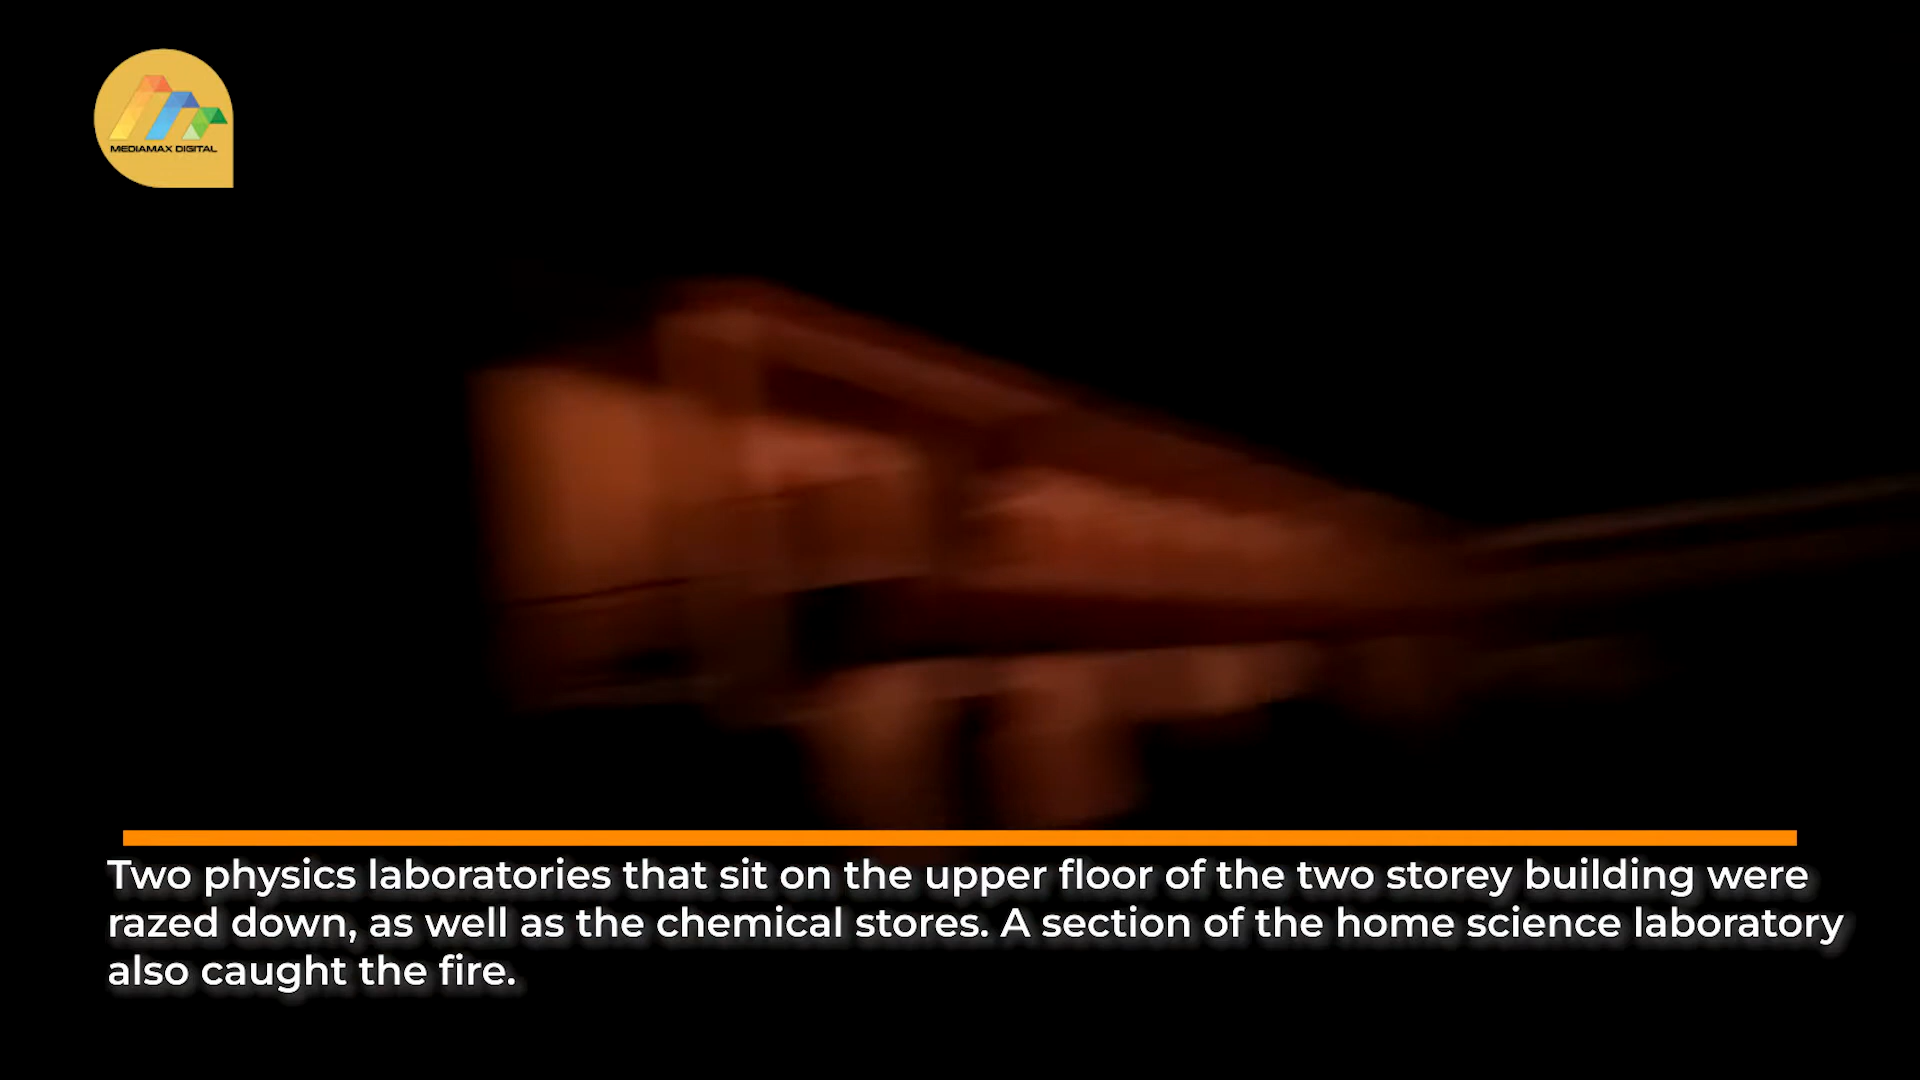 MEDIAMAX DIGITAL
Two physics laboratories that sit on the upper floor of the two storey building were
razed down, as well as the chemical stores. A section of the home science laboratory
also caught the fire.